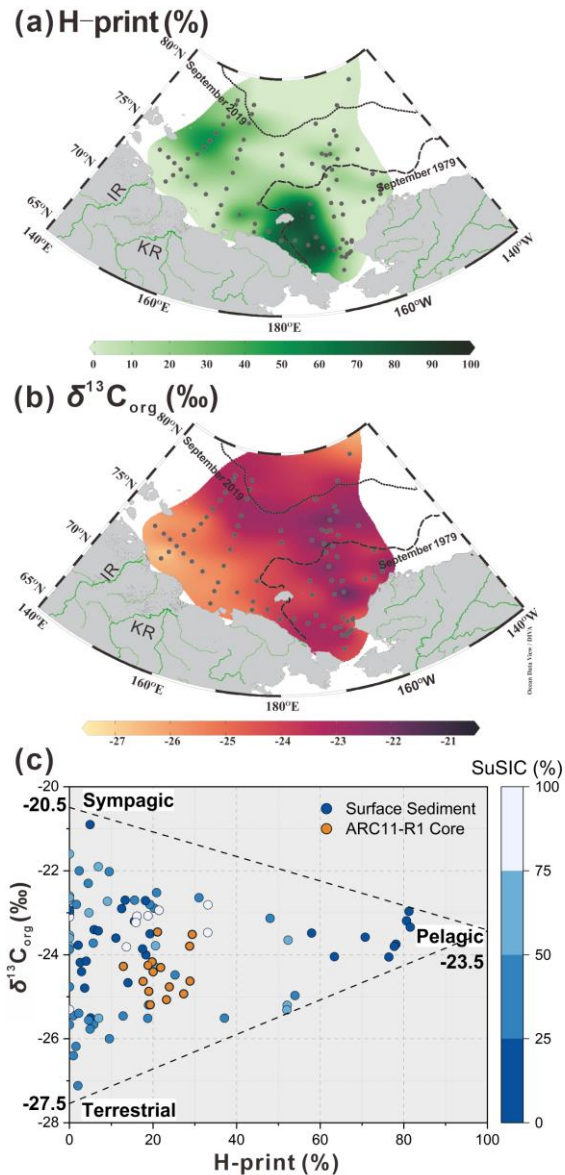 (a) H-print (%)
80°N
75°N
70°N
65°N
140°E
160°E
180°E
160°W
140°W
September 2019
September 1979
IR
KR
0 10 20 30 40 50 60 70 80 90 100
(b) δ¹³Corg (‰)
80°N
75°N
70°N
65°N
140°E
160°E
180°E
160°W
140°W
September 2019
September 1979
IR
KR
Ocean Data View / DIVA
-27 -26 -25 -24 -23 -22 -21
(c)
SuSIC (%)
-20
-20.5
Sympagic
Surface Sediment
ARC11-R1 Core
100
-22
75
δ¹³Corg (‰)
Pelagic
-23.5
-24
50
-26
25
-27.5
Terrestrial
-28
0
0 20 40 60 80 100
H-print (%)